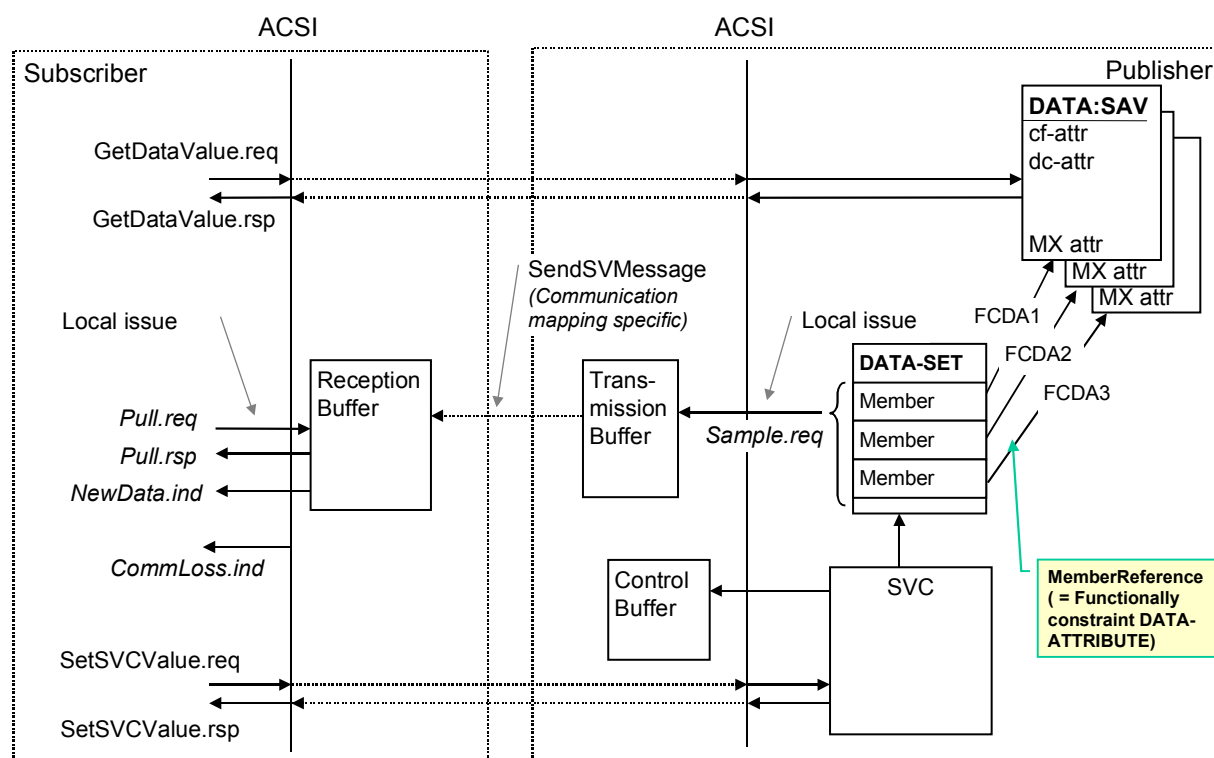 ACSI
ACSI
Subscriber
Publisher
DATA:SAV
cf-attr
dc-attr
MX attr
MX attr
MX attr
GetDataValue.req
GetDataValue.rsp
SendSVMessage
(Communication
mapping specific)
Local issue
Local issue
FCDA1
FCDA2
FCDA3
Reception
Buffer
Trans-
mission
Buffer
DATA-SET
Member
Member
Member
Pull.req
Pull.rsp
NewData.ind
Sample.req
CommLoss.ind
Control
Buffer
SVC
MemberReference
( = Functionally
constraint DATA-
ATTRIBUTE)
SetSVCValue.req
SetSVCValue.rsp